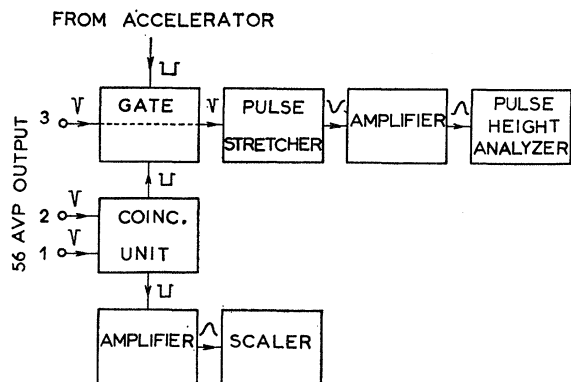 FROM ACCELERATOR
GATE
PULSE
STRETCHER
AMPLIFIER
PULSE
HEIGHT
ANALYZER
56 AVP OUTPUT
3
2
1
COINC.
UNIT
AMPLIFIER
SCALER